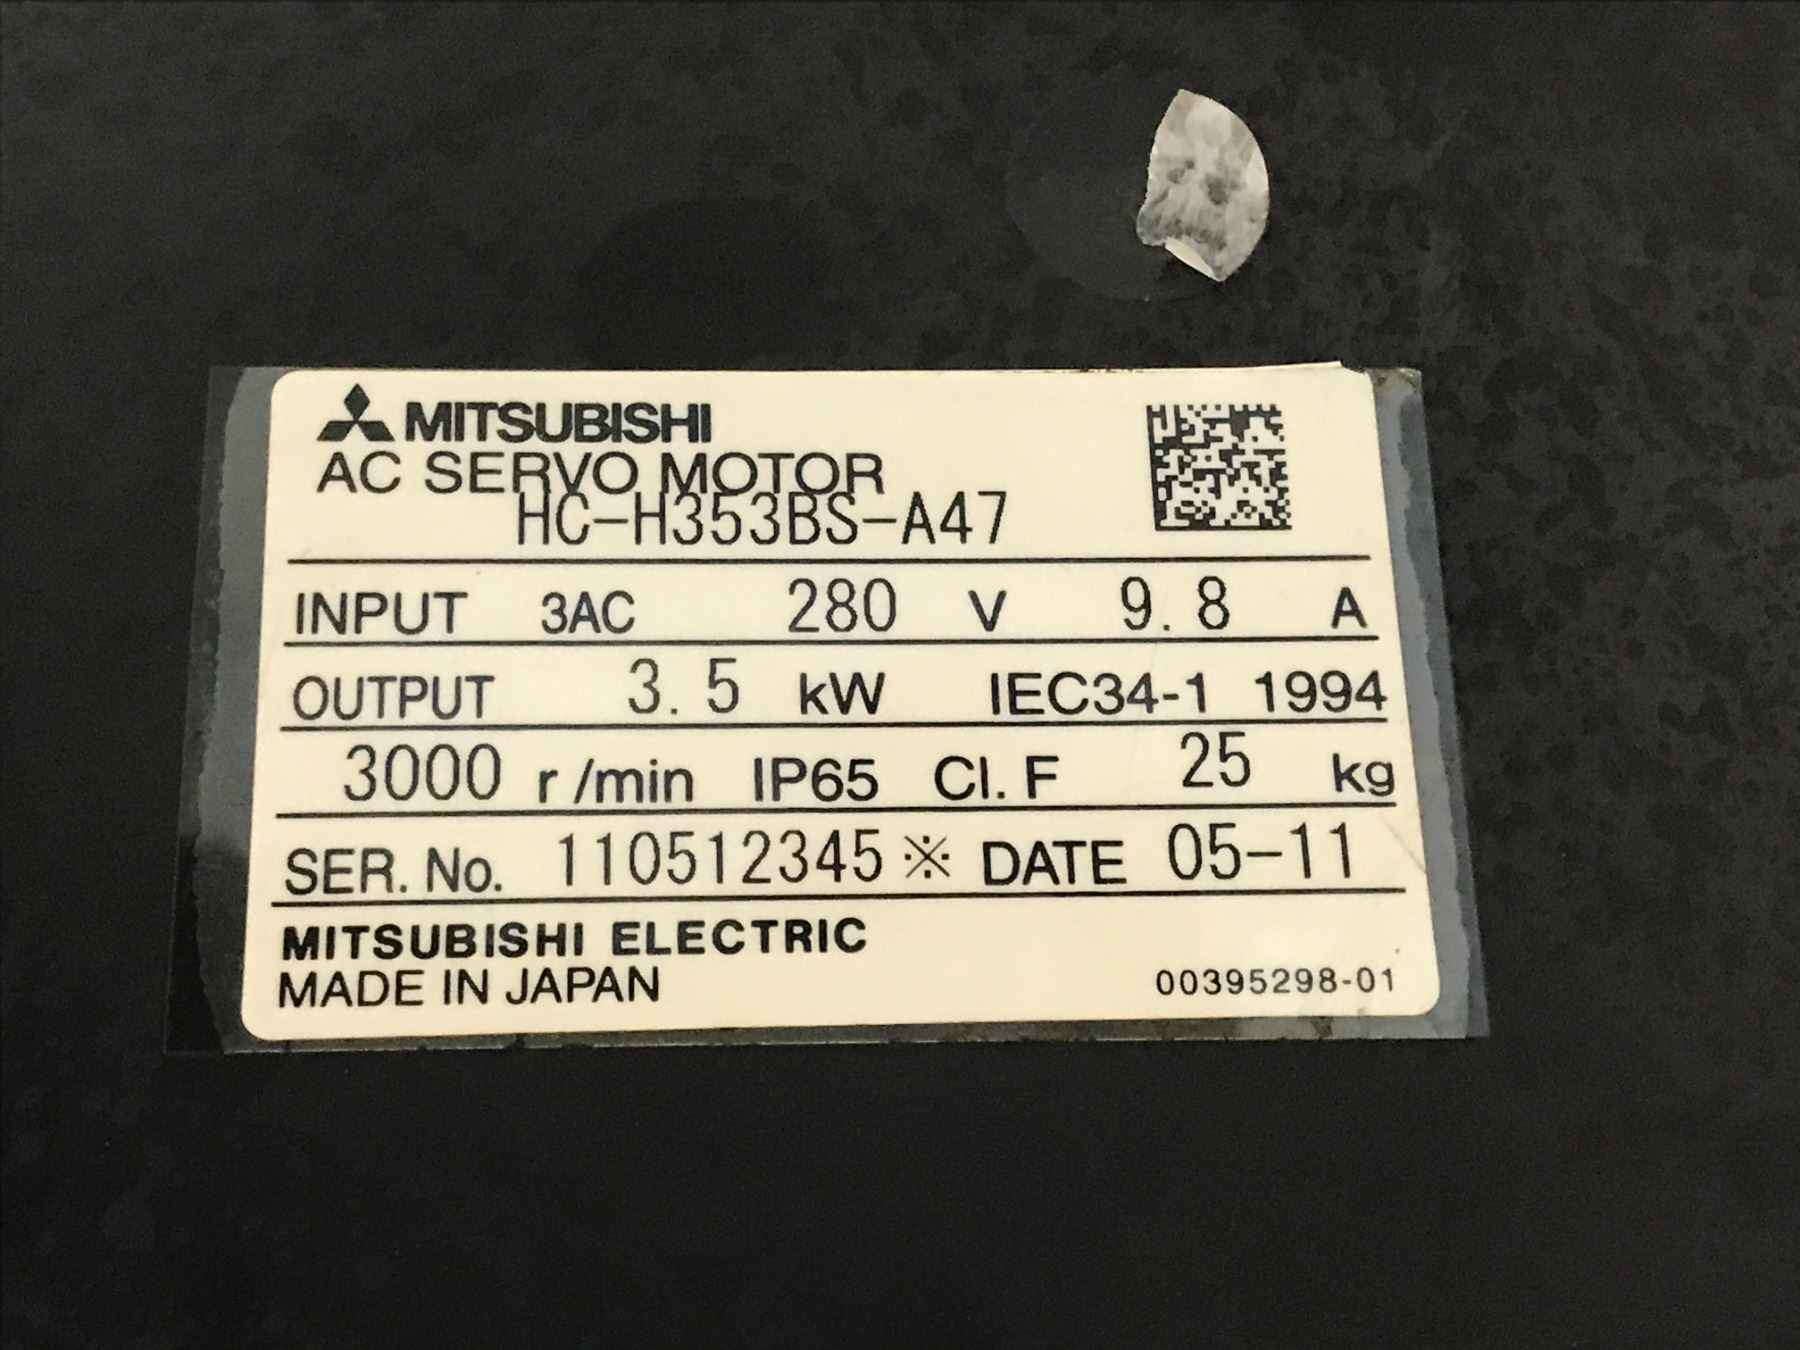 MITSUBISHI
AC SERVO MOTOR
HC-H353BS-A47
INPUT 3AC 280 V 9.8 A
OUTPUT 3.5 kW IEC34-1 1994
3000 r/min IP65 Cl.F 25 kg
SER.No. 110512345※ DATE 05-11
MITSUBISHI ELECTRIC
MADE IN JAPAN 00395298-01